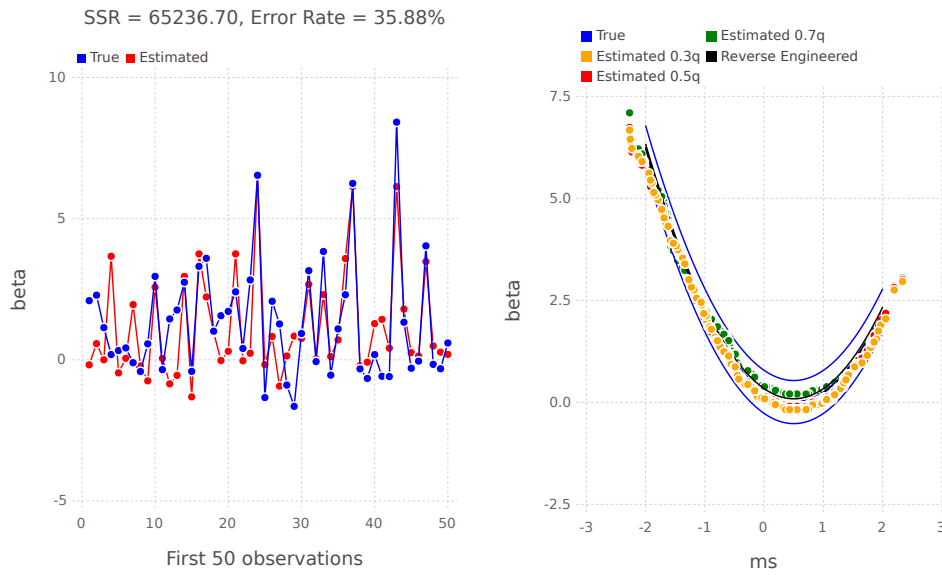 SSR = 65236.70, Error Rate = 35.88%
True Estimated
10
5
0
-5
beta
0 10 20 30 40 50
First 50 observations
True Estimated 0.7q
Estimated 0.3q Reverse Engineered
Estimated 0.5q
7.5
5.0
2.5
0.0
-2.5
beta
-3 -2 -1 0 1 2 3
ms